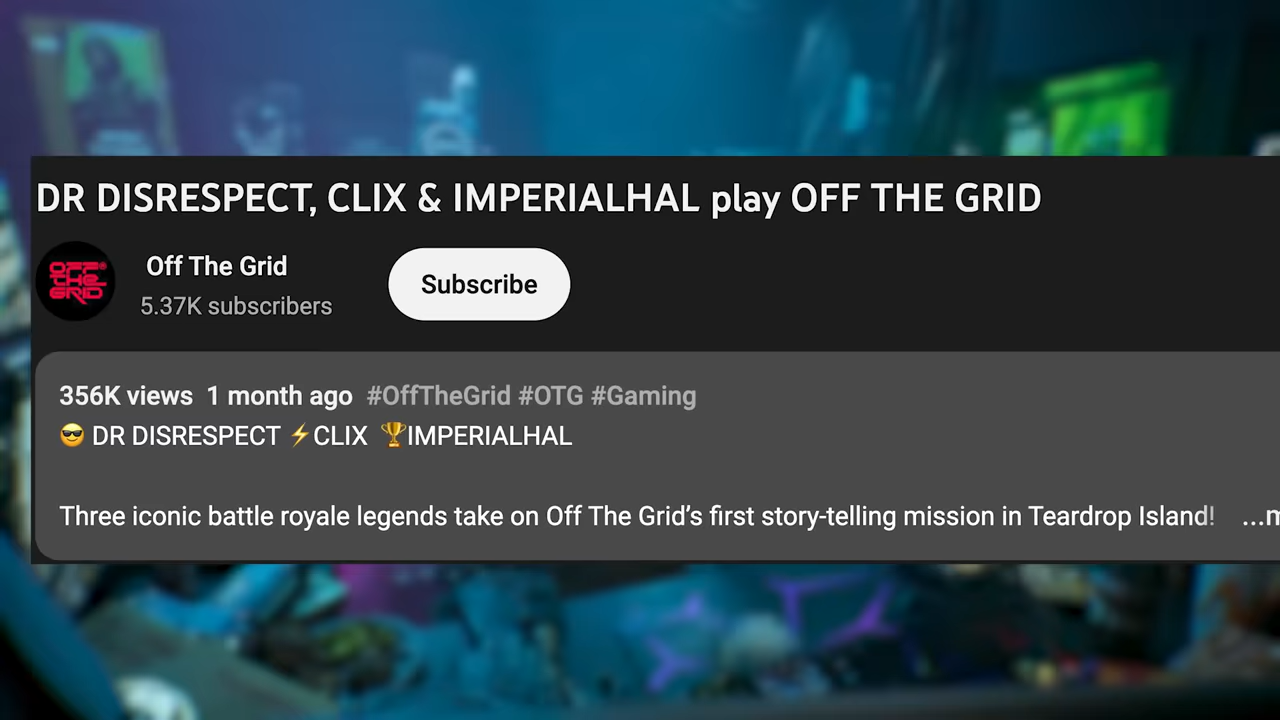 DR DISRESPECT, CLIX & IMPERIALHAL play OFF THE GRID
OFF THE GRID
Off The Grid
5.37K subscribers
Subscribe
356K views 1 month ago #OffTheGrid #OTG #Gaming
😎 DR DISRESPECT ⚡CLIX 🏆IMPERIALHAL
Three iconic battle royale legends take on Off The Grid’s first story-telling mission in Teardrop Island! ...m